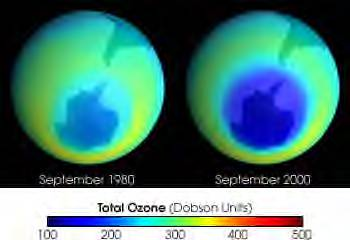 September 1980 September 2000
Total Ozone (Dobson Units)
100 200 300 400 500